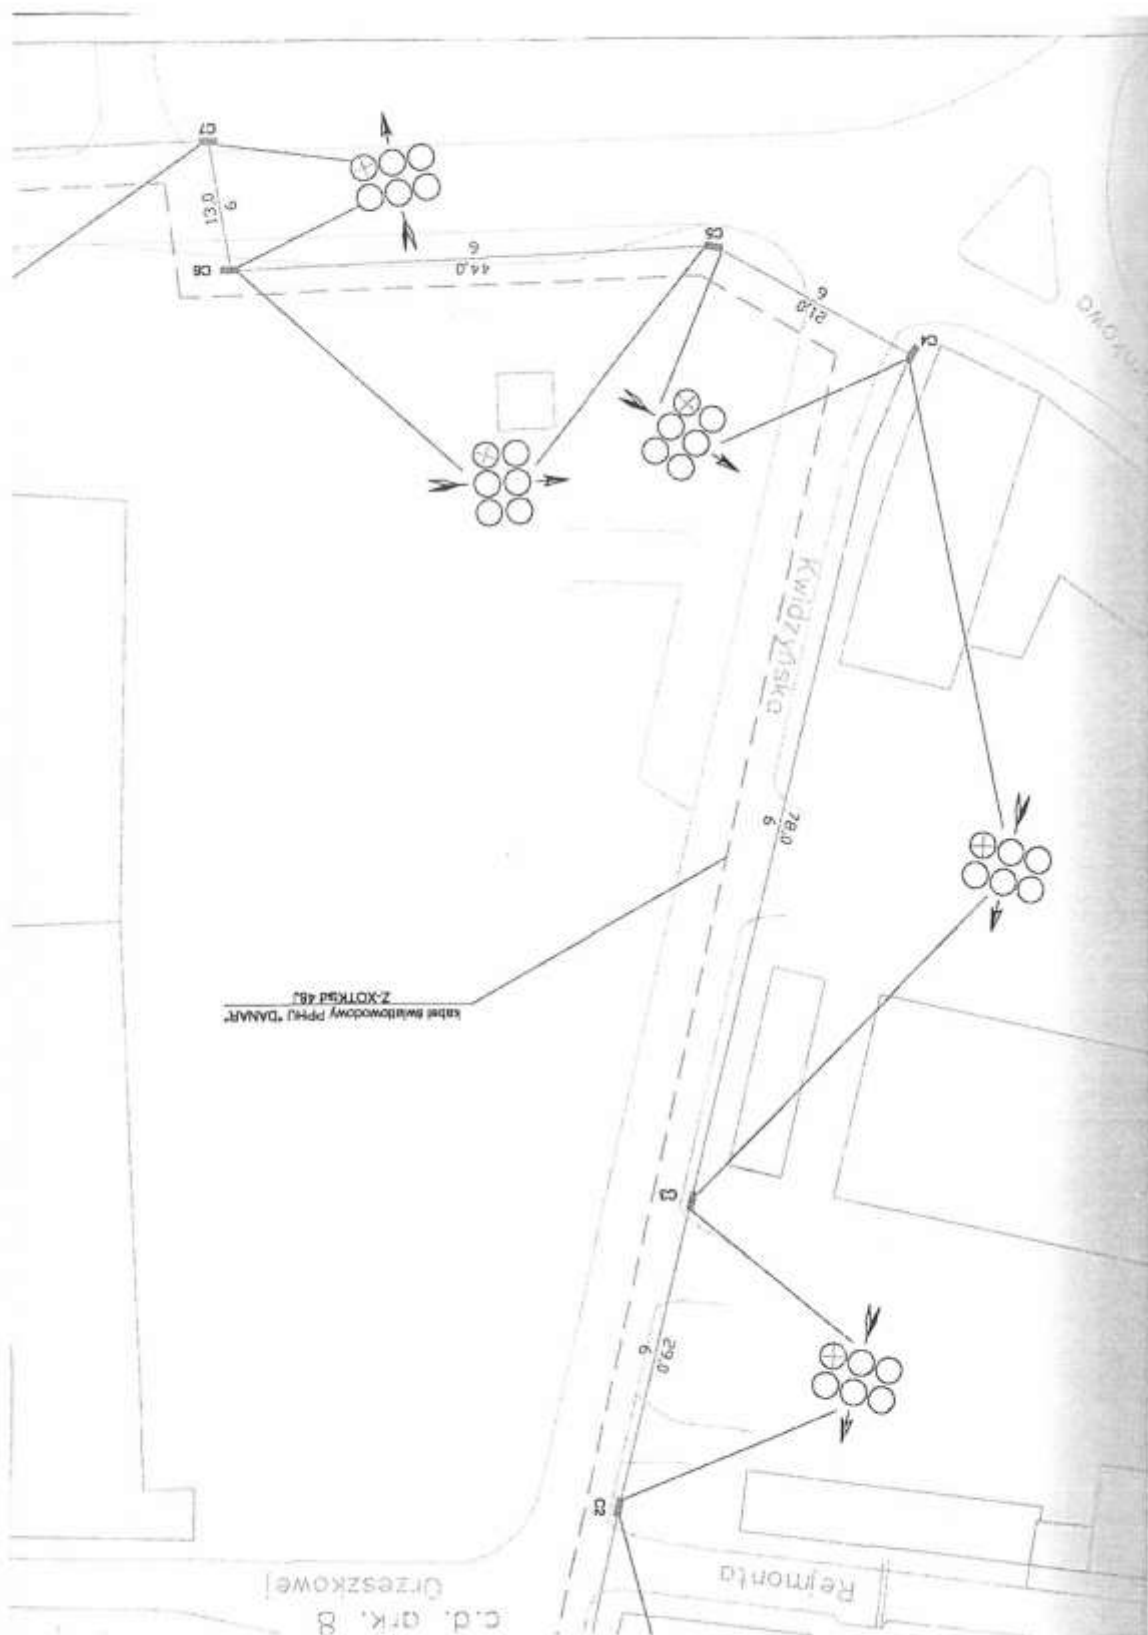 C7
13,0
6
C6
6
44,0
C5
6
21,0
C4
Kwidzyńska
78,0
6
kabel światłowodowy PPHU "DANAR"
Z-XOTKtsd 48J
C3
29,0
6
C2
Rejmonta
Orzeszkowej
c.d. ark. 8